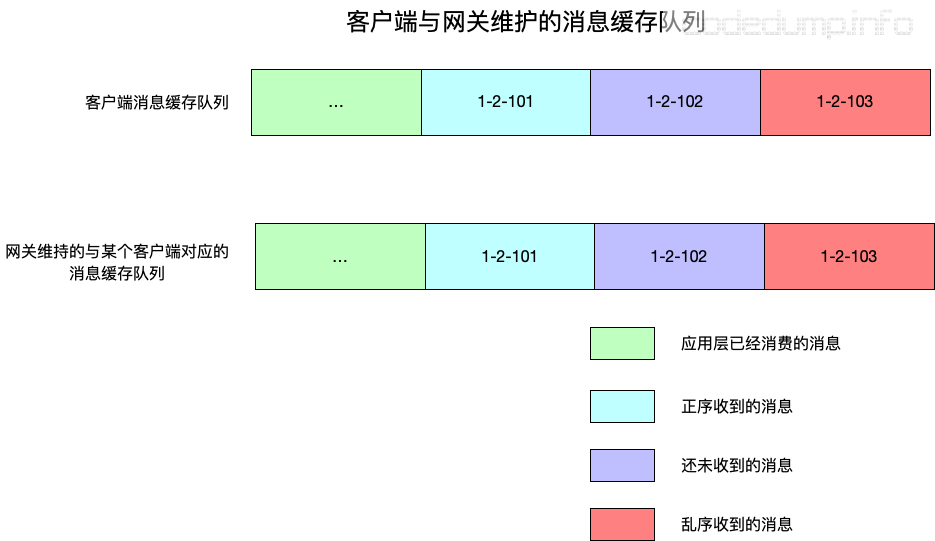 客户端与网关维护的消息缓存队列
codedump.info
客户端消息缓存队列
... 1-2-101 1-2-102 1-2-103
网关维持的与某个客户端对应的
消息缓存队列
... 1-2-101 1-2-102 1-2-103
应用层已经消费的消息
正序收到的消息
还未收到的消息
乱序收到的消息